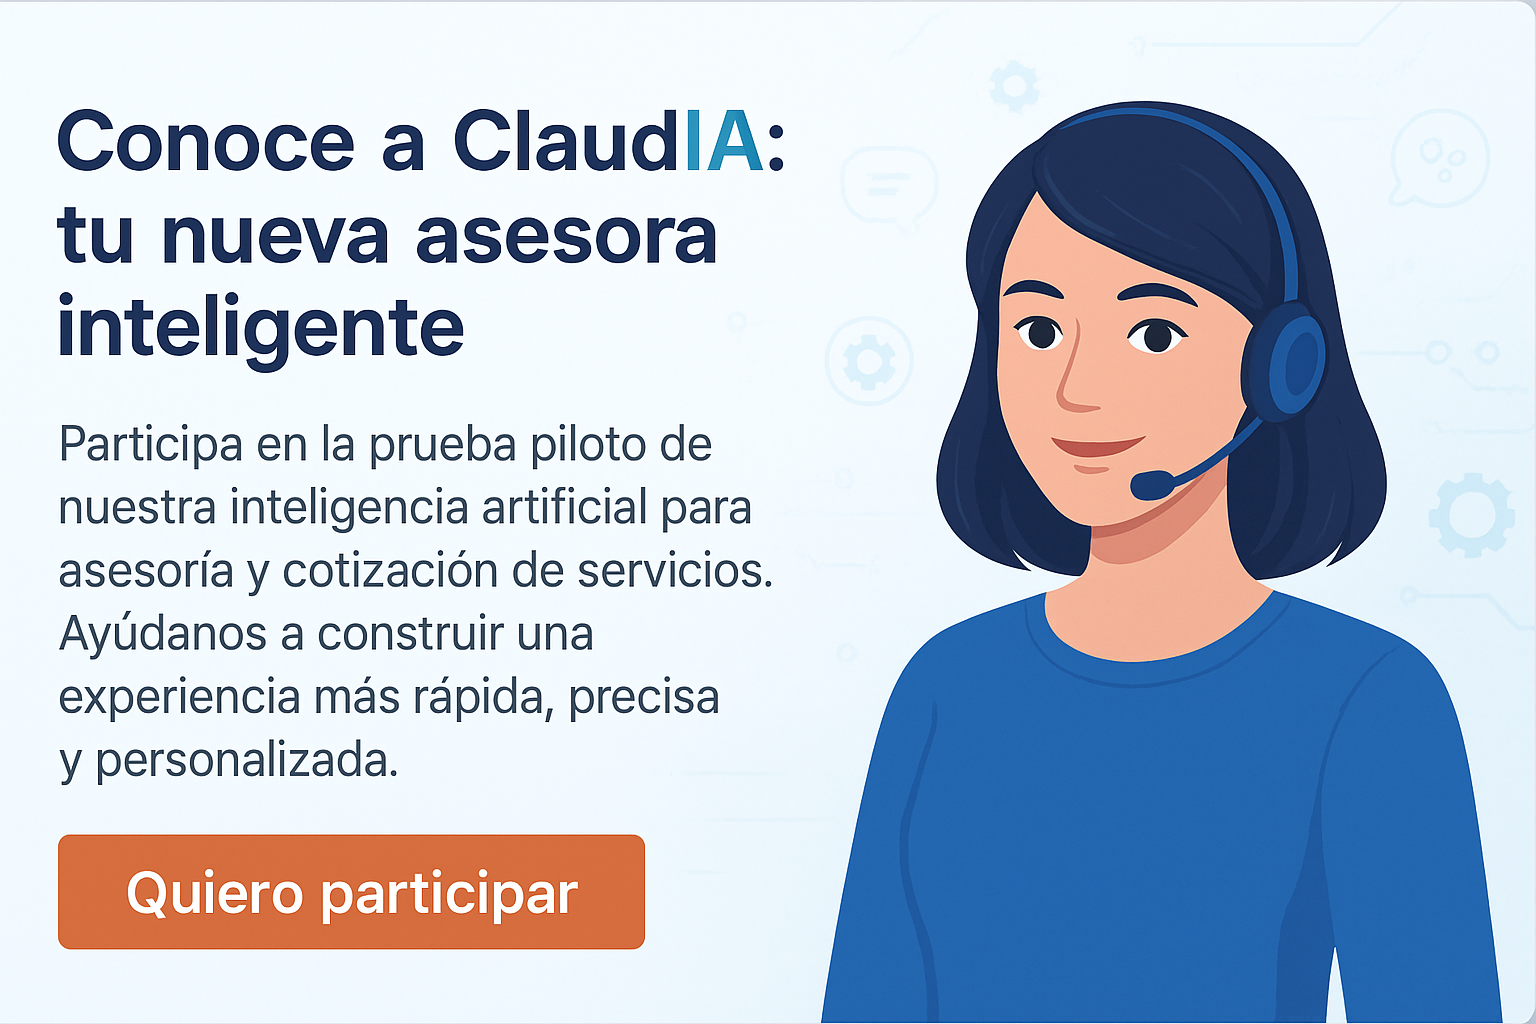 Conoce a ClaudIA:
tu nueva asesora
inteligente
Participa en la prueba piloto de
nuestra inteligencia artificial para
asesoría y cotización de servicios.
Ayúdanos a construir una
experiencia más rápida, precisa
y personalizada.
Quiero participar